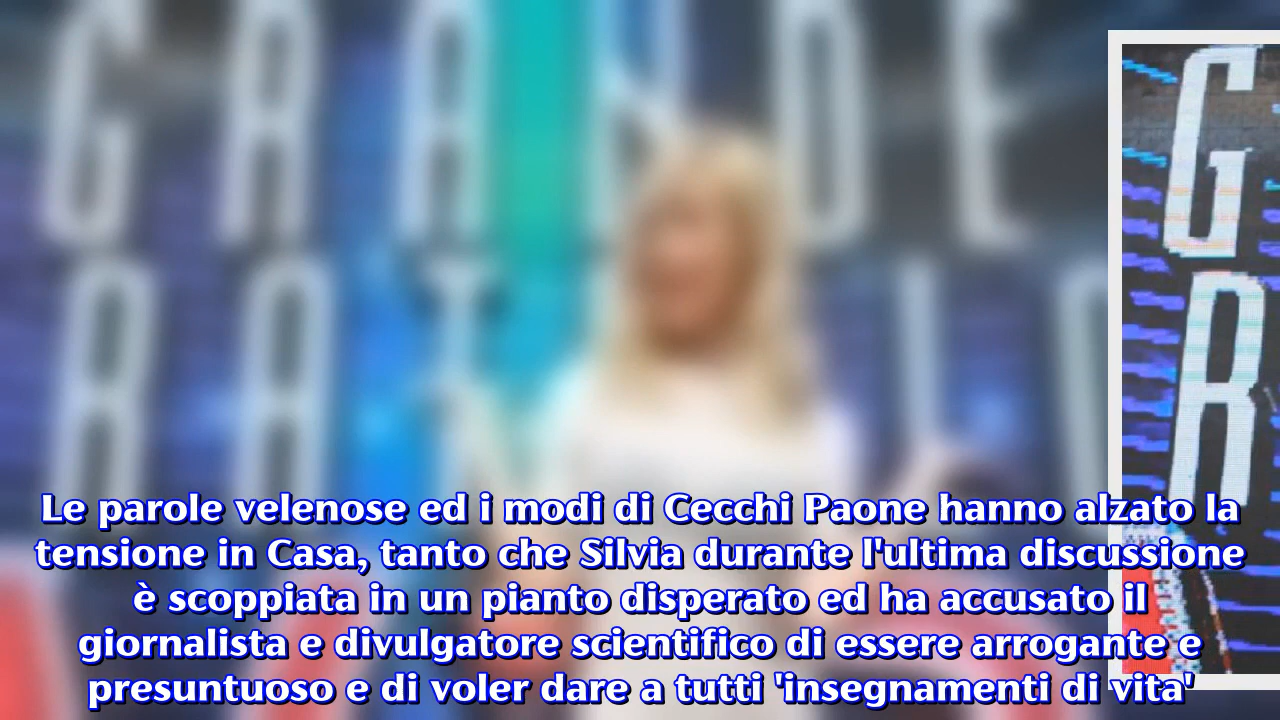 GRANDE
FRATELLO
G
R
Le parole velenose ed i modi di Cecchi Paone hanno alzato la
tensione in Casa, tanto che Silvia durante l'ultima discussione
è scoppiata in un pianto disperato ed ha accusato il
giornalista e divulgatore scientifico di essere arrogante e
presuntuoso e di voler dare a tutti 'insegnamenti di vita'